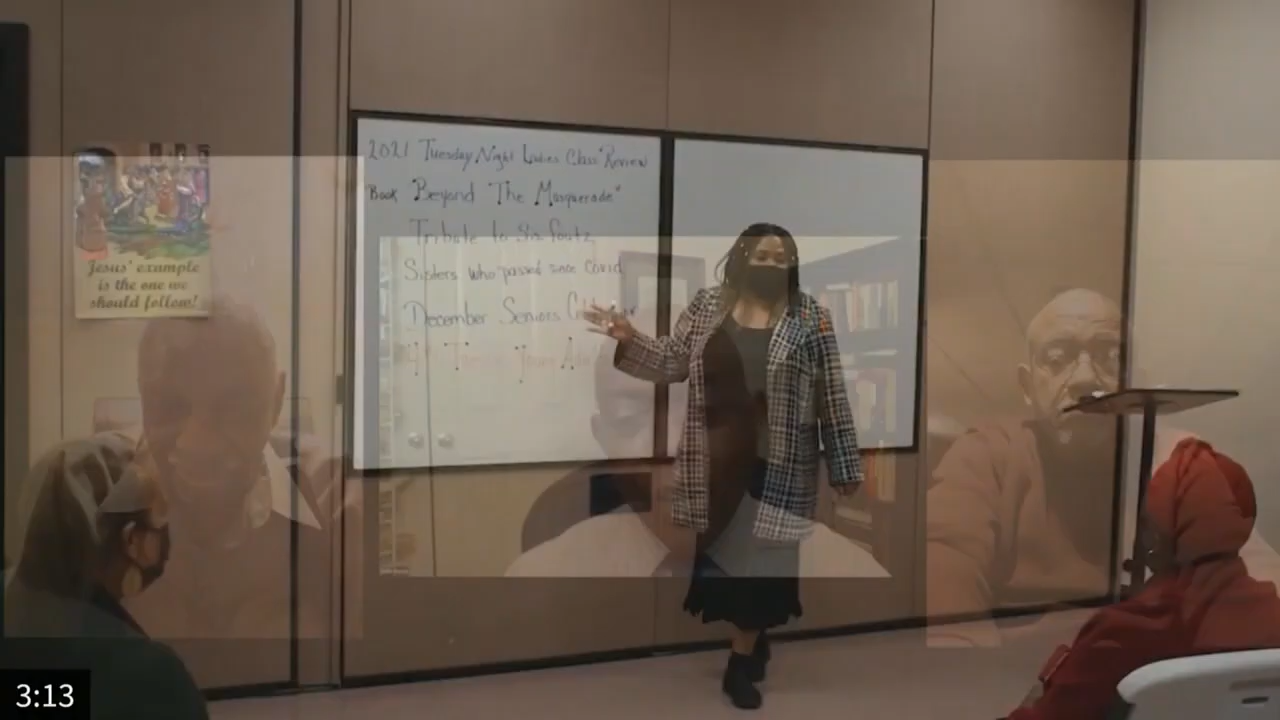 2021 Tuesday Night Ladies Class Review
Book "Beyond "The Masquerade"
Tribute to Sis.
Sisters who passed since Covid
December Seniors
Jesus' example
is the one we
should follow!
3:13